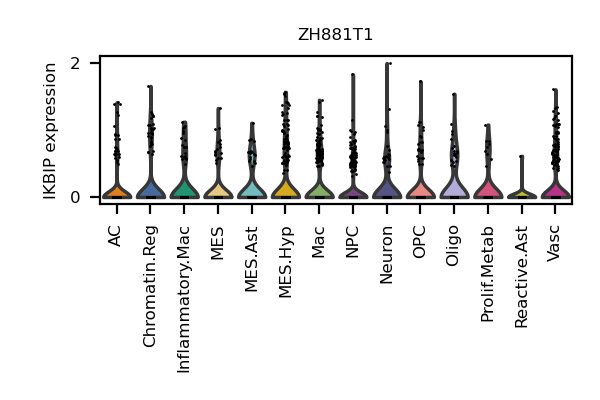 ZH881T1
IKBIP expression
2
0
AC
Chromatin.Reg
Inflammatory.Mac
MES
MES.Ast
MES.Hyp
Mac
NPC
Neuron
OPC
Oligo
Prolif.Metab
Reactive.Ast
Vasc